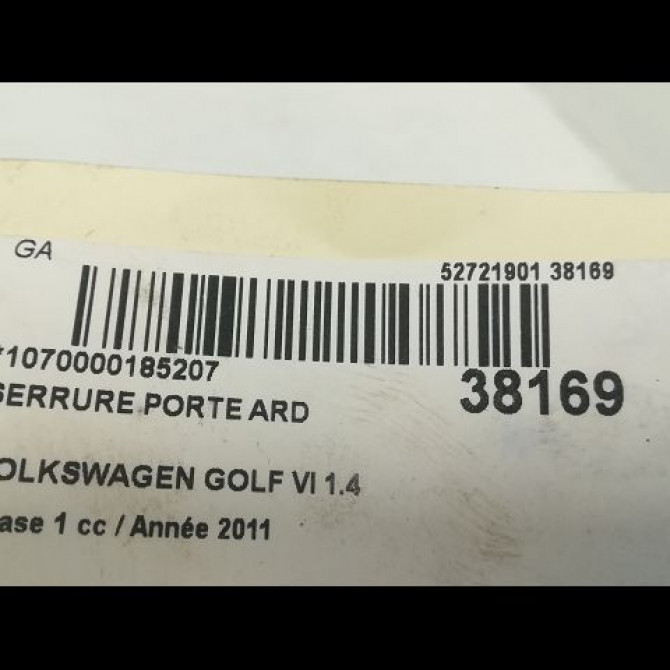 GA
52721901 38169
*1070000185207
38169
SERRURE PORTE ARD
OLKSWAGEN GOLF VI 1.4
ase 1 cc / Année 2011